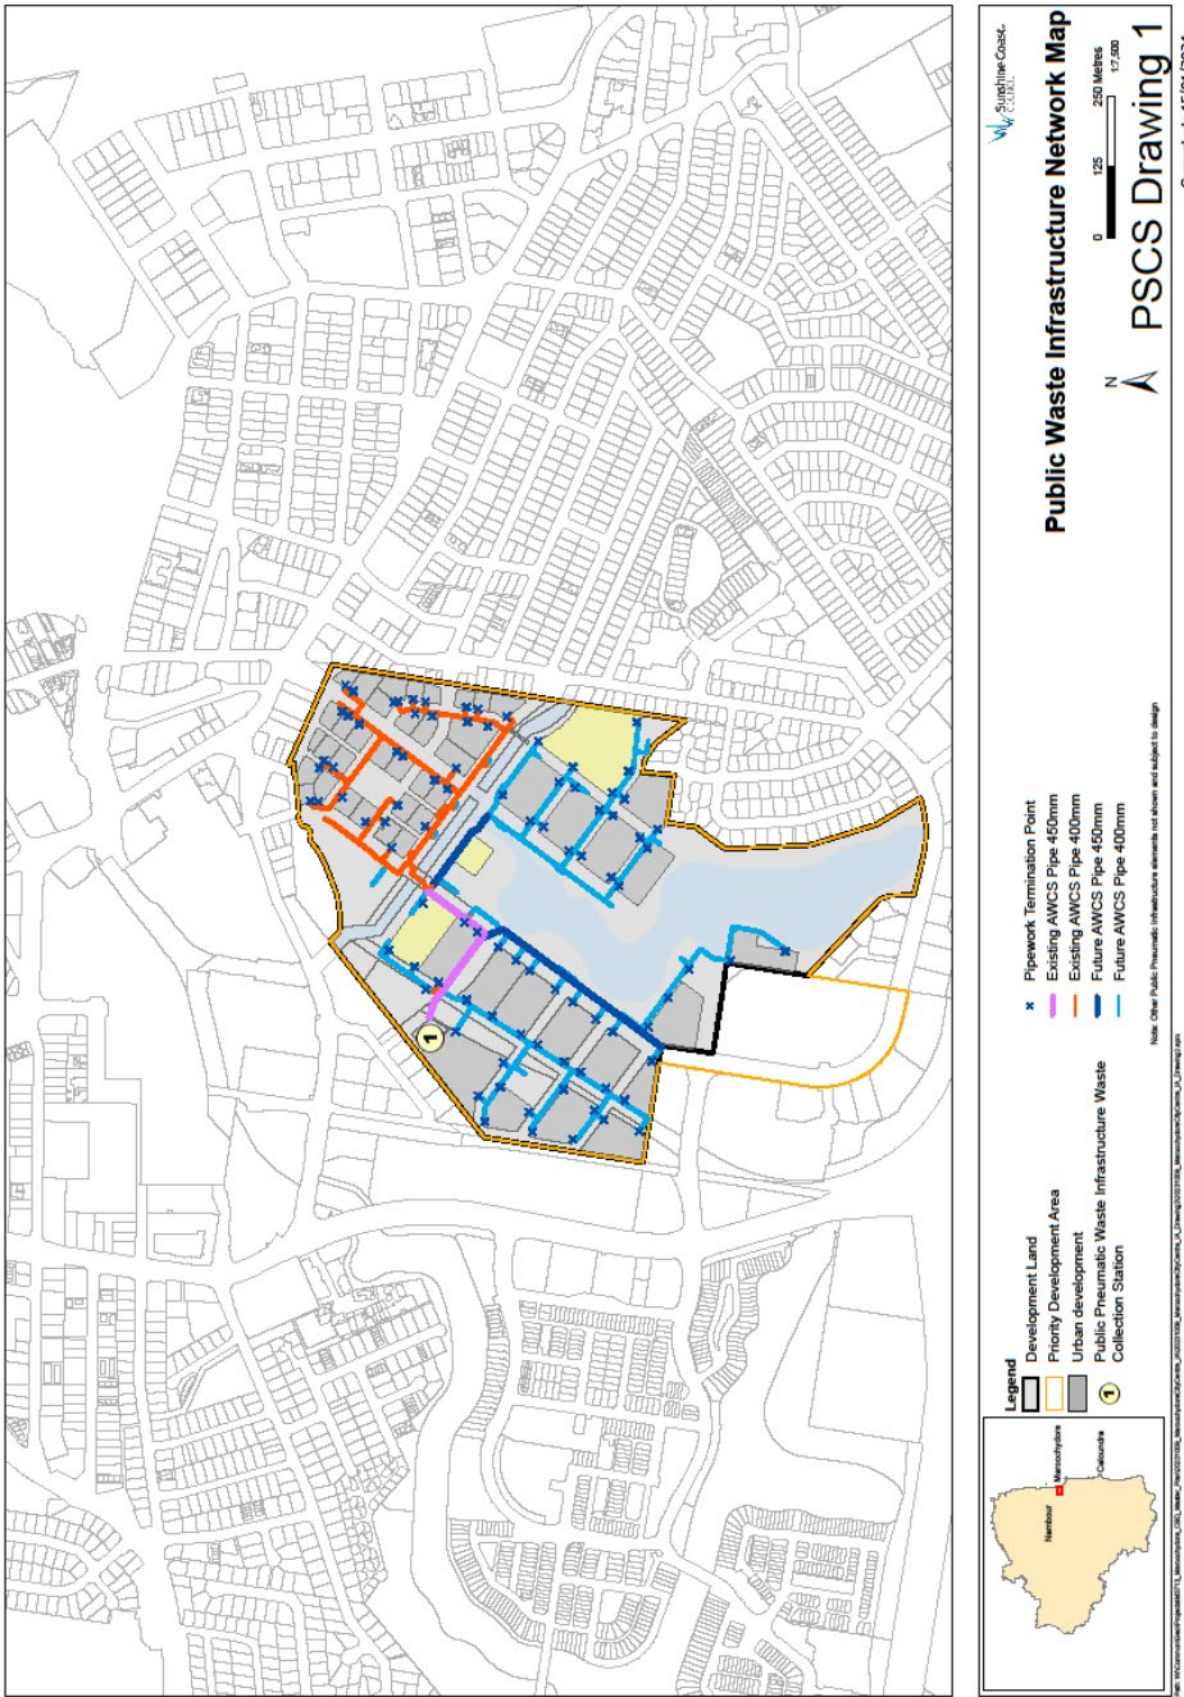 Sunshine Coast.
COUNCIL
Public Waste Infrastructure Network Map
0 125 250 Metres
1:7,500
N
PSCS Drawing 1
1
Legend
Development Land
Priority Development Area
Urban development
1 Public Pneumatic Waste Infrastructure Waste
Collection Station
Pipework Termination Point
Existing AWCS Pipe 450mm
Existing AWCS Pipe 400mm
Future AWCS Pipe 450mm
Future AWCS Pipe 400mm
Note: Other Public Pneumatic Infrastructure elements not shown and subject to design
Nambour
Maroochydore
Caloundra